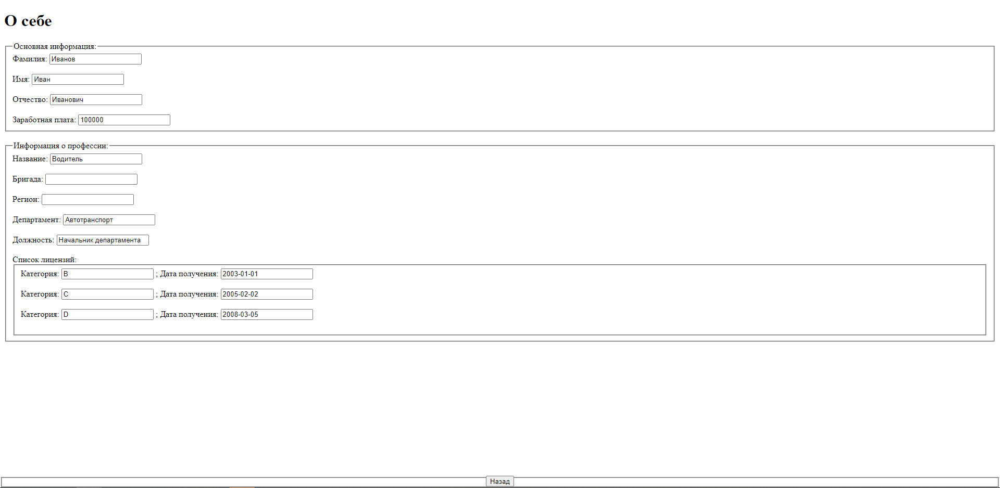 О себе
Основная информация:
Фамилия: Иванов
Имя: Иван
Отчество: Иванович
Заработная плата: 100000
Информация о профессии:
Название: Водитель
Бригада:
Регион:
Департамент: Автотранспорт
Должность: Начальник департамента
Список лицензий:
Категория: B ; Дата получения: 2003-01-01
Категория: C ; Дата получения: 2005-02-02
Категория: D ; Дата получения: 2008-03-05
Назад